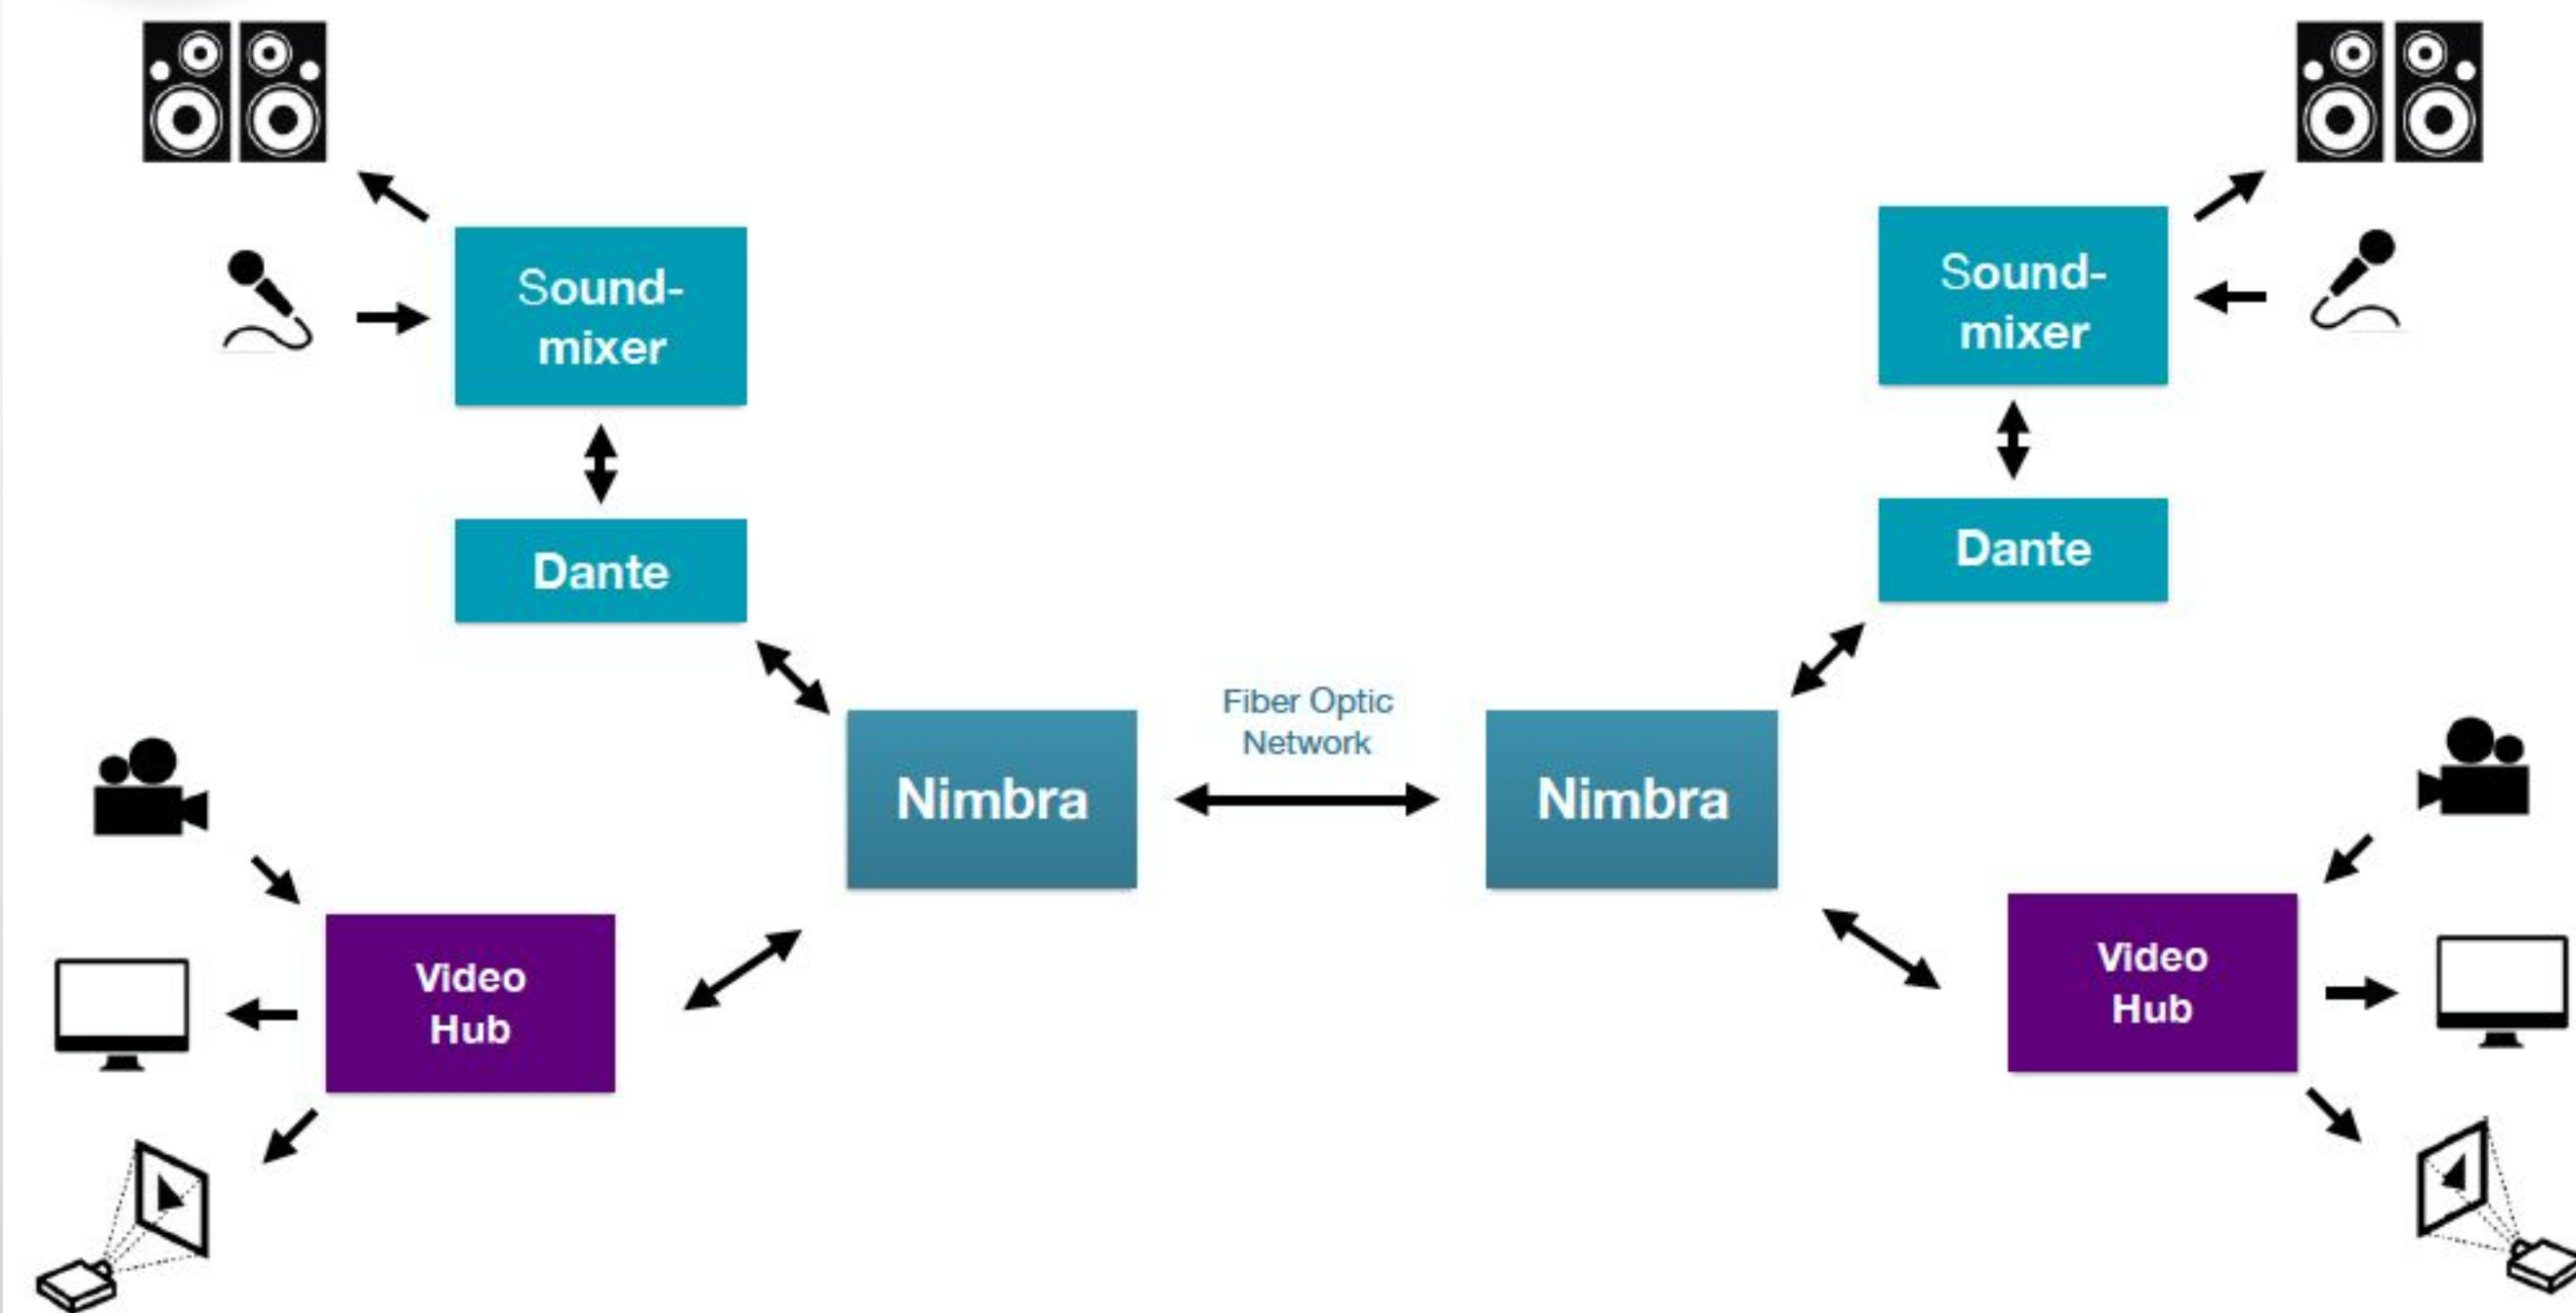 Sound-
mixer
Dante
Video
Hub
Nimbra
Fiber Optic
Network
Nimbra
Sound-
mixer
Dante
Video
Hub